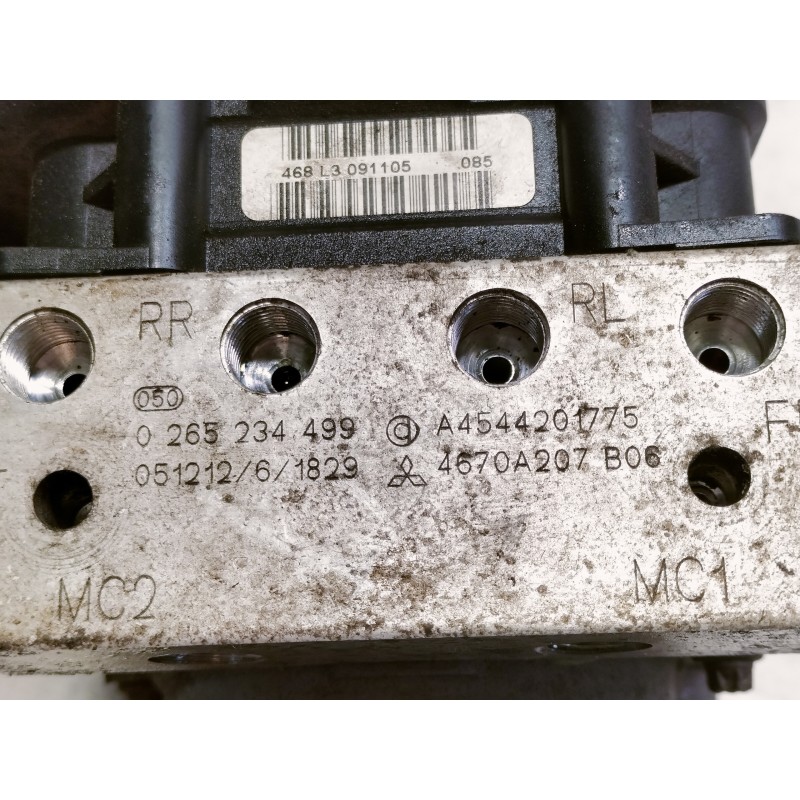 468 L3 091105 085
RR RL
050
0 265 234 499 A4544201775
051212/6/1829 4670A207 B06
MC2 MC1